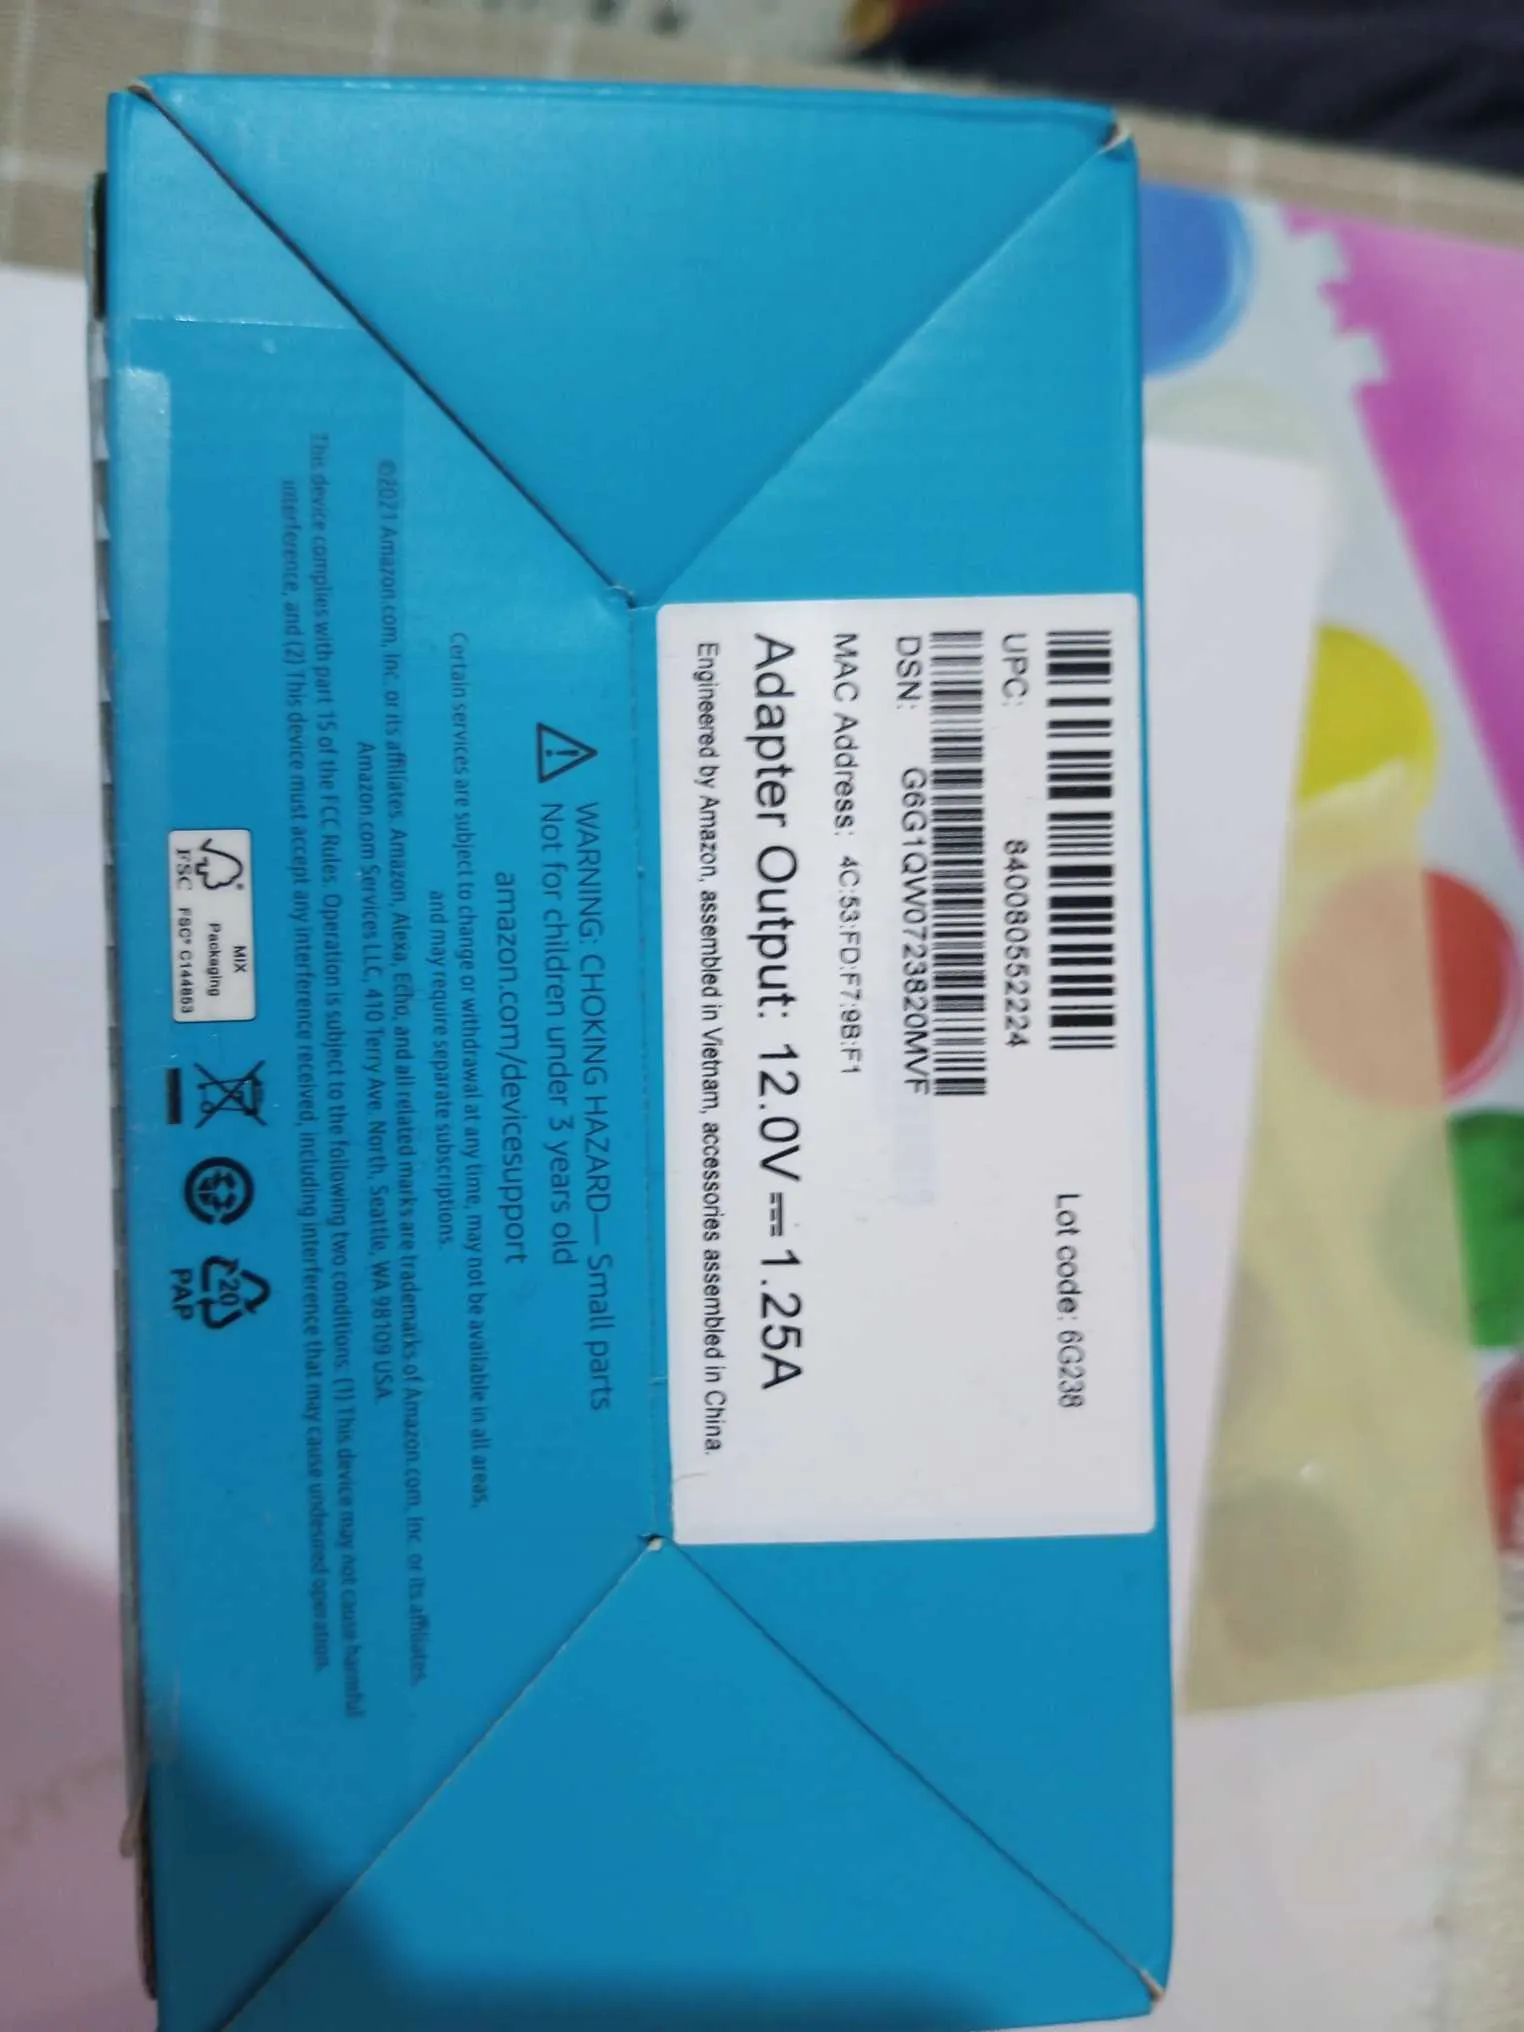 Lot code: 6G238
UPC: 840080552224
DSN: G6G1QW0723820MVF
MAC Address: 4C:53:FD:F7:9B:F1
Adapter Output: 12.0V ⎓ 1.25A
Engineered by Amazon, assembled in Vietnam, accessories assembled in China.
WARNING: CHOKING HAZARD— Small parts
Not for children under 3 years old
amazon.com/devicesupport
Certain services are subject to change or withdrawal at any time, may not be available in all areas,
and may require separate subscriptions.
©2021 Amazon.com, Inc. or its affiliates. Amazon, Alexa, Echo, and all related marks are trademarks of Amazon.com, Inc. or its affiliates.
Amazon.com Services LLC, 410 Terry Ave. North, Seattle, WA 98109 USA.
This device complies with part 15 of the FCC Rules. Operation is subject to the following two conditions: (1) This device may not cause harmful
interference, and (2) This device must accept any interference received, including interference that may cause undesired operation.
MIX
Packaging
FSC FSC® C144853
20
PAP